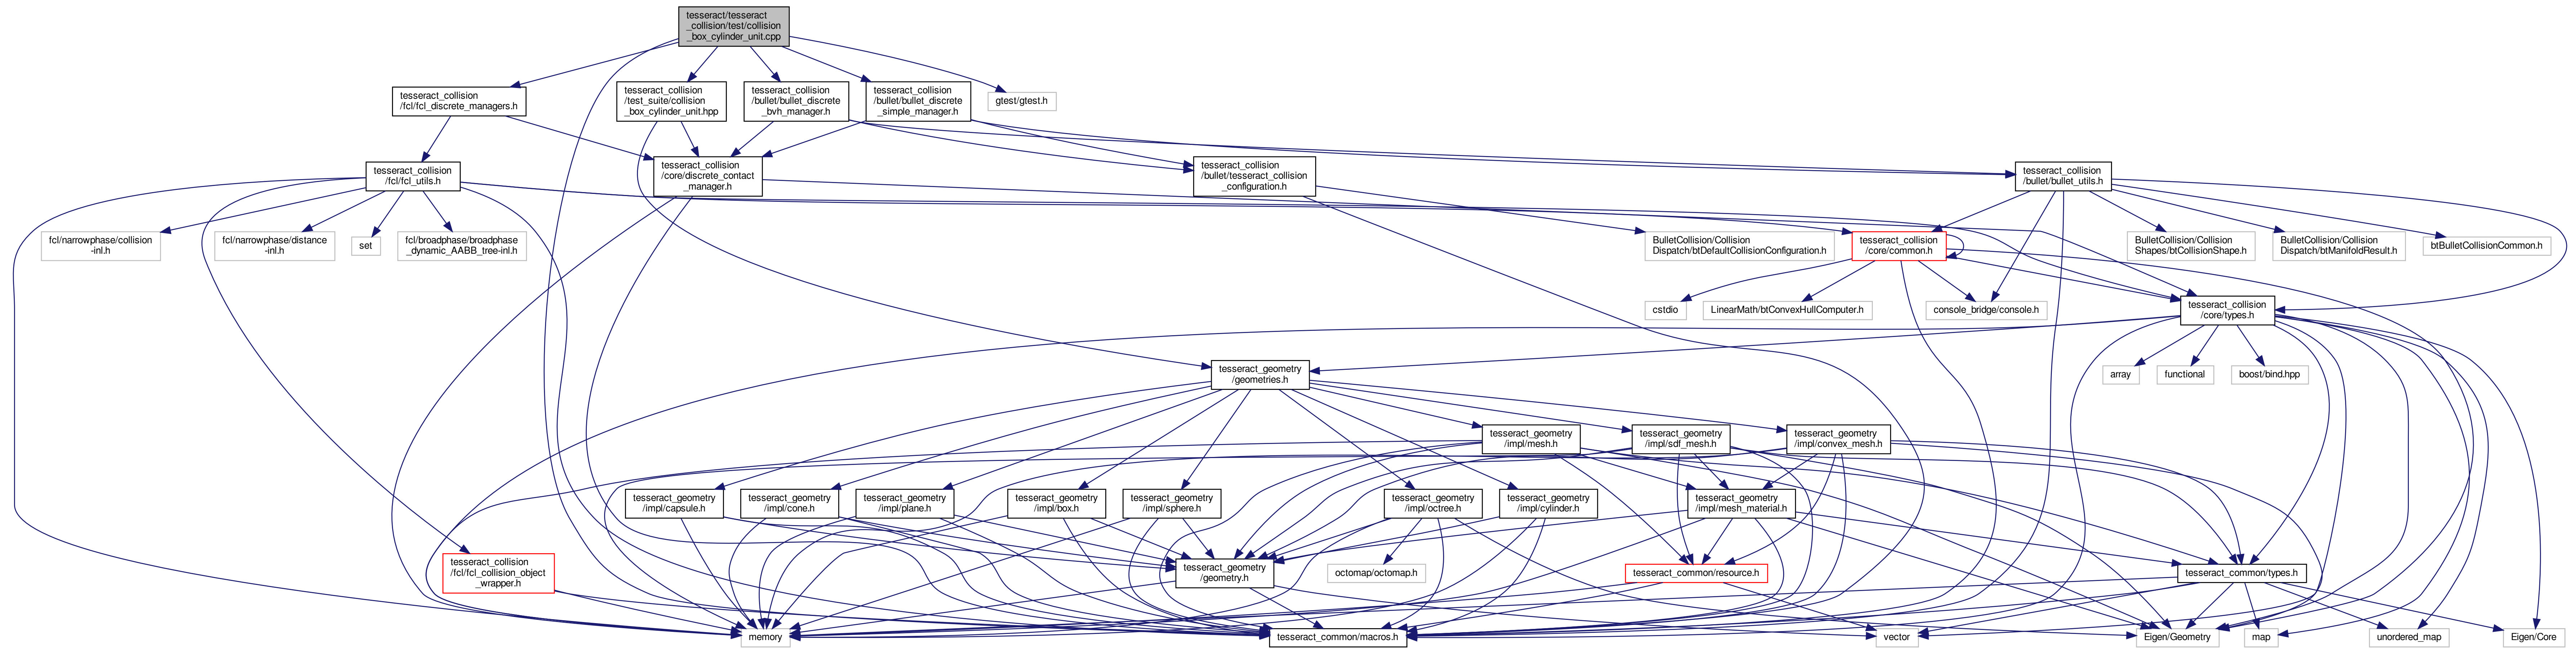 tesseract/tesseract
_collision/test/collision
_box_cylinder_unit.cpp
tesseract_collision
/fcl/fcl_discrete_managers.h
tesseract_collision
/test_suite/collision
_box_cylinder_unit.hpp
tesseract_collision
/bullet/bullet_discrete
_bvh_manager.h
tesseract_collision
/bullet/bullet_discrete
_simple_manager.h
gtest/gtest.h
tesseract_collision
/fcl/fcl_utils.h
tesseract_collision
/core/discrete_contact
_manager.h
tesseract_collision
/bullet/tesseract_collision
_configuration.h
tesseract_collision
/bullet/bullet_utils.h
fcl/narrowphase/collision
-inl.h
fcl/narrowphase/distance
-inl.h
set
fcl/broadphase/broadphase
_dynamic_AABB_tree-inl.h
BulletCollision/Collision
Dispatch/btDefaultCollisionConfiguration.h
tesseract_collision
/core/common.h
BulletCollision/Collision
Shapes/btCollisionShape.h
BulletCollision/Collision
Dispatch/btManifoldResult.h
btBulletCollisionCommon.h
cstdio
LinearMath/btConvexHullComputer.h
console_bridge/console.h
tesseract_collision
/core/types.h
tesseract_geometry
/geometries.h
array
functional
boost/bind.hpp
tesseract_geometry
/impl/mesh.h
tesseract_geometry
/impl/sdf_mesh.h
tesseract_geometry
/impl/convex_mesh.h
tesseract_geometry
/impl/capsule.h
tesseract_geometry
/impl/cone.h
tesseract_geometry
/impl/plane.h
tesseract_geometry
/impl/box.h
tesseract_geometry
/impl/sphere.h
tesseract_geometry
/impl/octree.h
tesseract_geometry
/impl/cylinder.h
tesseract_geometry
/impl/mesh_material.h
tesseract_collision
/fcl/fcl_collision_object
_wrapper.h
tesseract_geometry
/geometry.h
octomap/octomap.h
tesseract_common/resource.h
tesseract_common/types.h
memory
tesseract_common/macros.h
vector
Eigen/Geometry
map
unordered_map
Eigen/Core